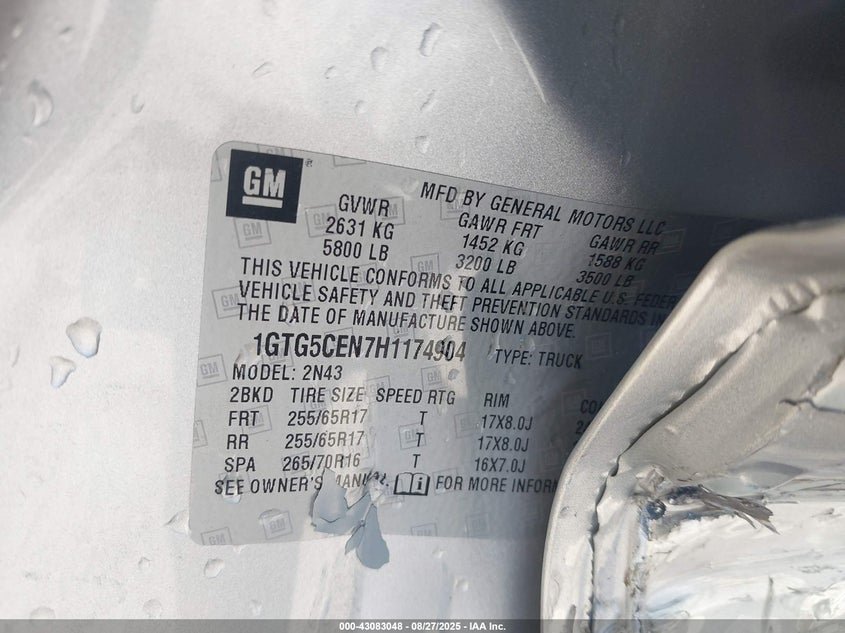 GM ®
MFD BY GENERAL MOTORS LLC
GVWR GAWR FRT GAWR RR
2631 KG 1452 KG 1588 KG
5800 LB 3200 LB 3500 LB
THIS VEHICLE CONFORMS TO ALL APPLICABLE U.S. FEDER
VEHICLE SAFETY AND THEFT PREVENTION STANDARDS IN
THE DATE OF MANUFACTURE SHOWN ABOVE.
1GTG5CEN7H1174904 TYPE: TRUCK
MODEL: 2N43
2BKD TIRE SIZE SPEED RTG RIM CO
FRT 255/65R17 T 17X8.0J 2
RR 255/65R17 T 17X8.0J
SPA 265/70R16 T 16X7.0J
SEE OWNER'S MANUAL. FOR MORE INFOR
000-43083048 - 08/27/2025 - IAA Inc.